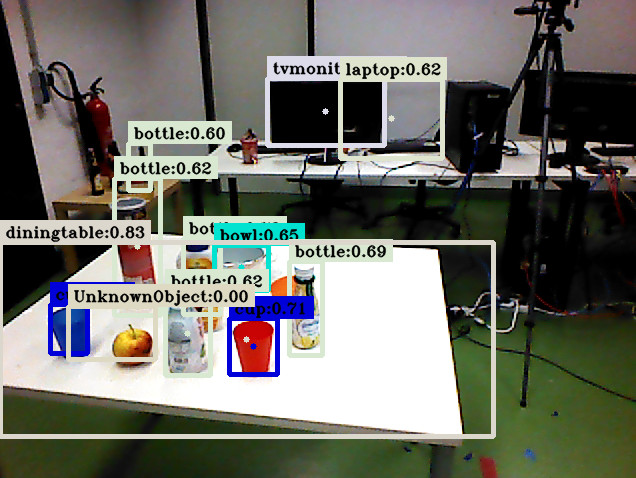 tvmonit
laptop:0.62
bottle:0.60
bottle:0.62
diningtable:0.83
bowl:0.65
bottle:0.69
bottle:0.62
UnknownObject:0.00
cup:0.71